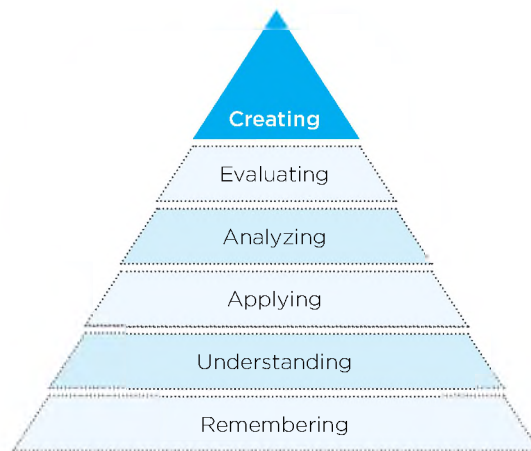 Creating
Evaluating
Analyzing
Applying
Understanding
Remembering